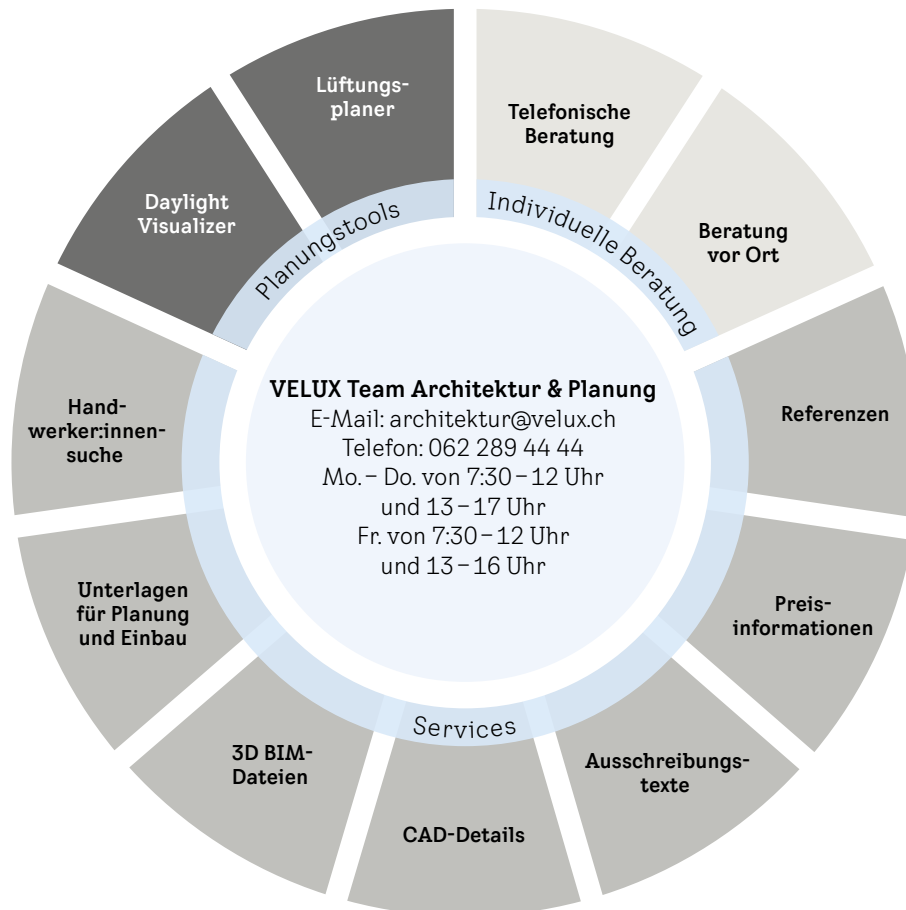 Lüftungs-
planer
Telefonische
Beratung
Daylight
Visualizer
Planungstools
Individuelle Beratung
Beratung
vor Ort
Hand-
werker:innen-
suche
VELUX Team Architektur & Planung
E-Mail: architektur@velux.ch
Telefon: 062 289 44 44
Mo. – Do. von 7:30 – 12 Uhr
und 13 – 17 Uhr
Fr. von 7:30 – 12 Uhr
und 13 – 16 Uhr
Referenzen
Unterlagen
für Planung
und Einbau
Preis-
informationen
Services
3D BIM-
Dateien
CAD-Details
Ausschreibungs-
texte